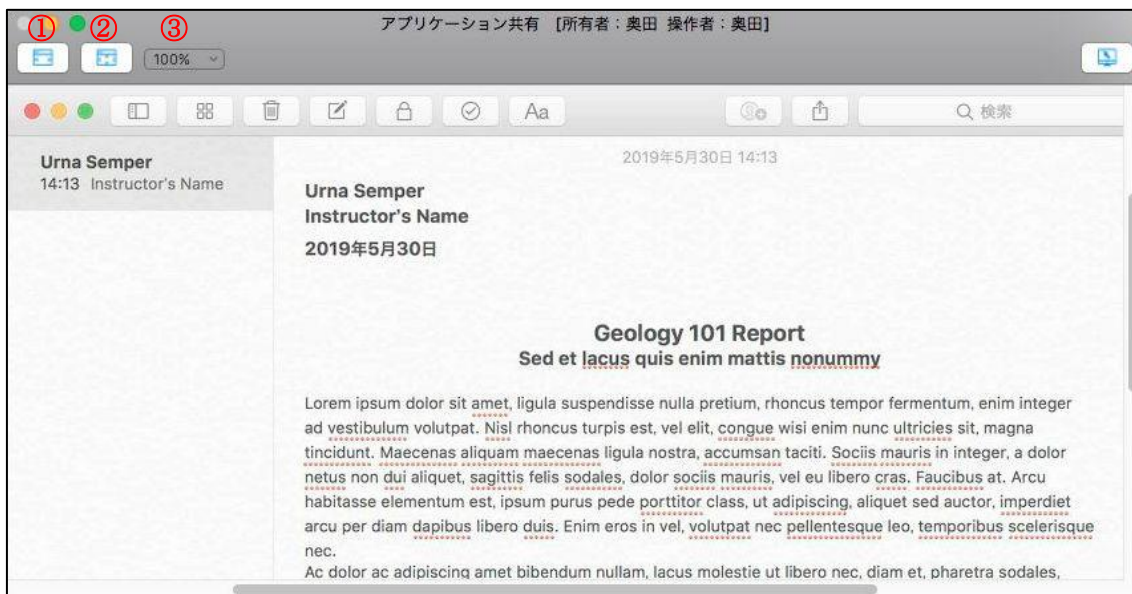 アプリケーション共有 [所有者：奥田 操作者：奥田]
① ② ③
100%
Aa
検索
Urna Semper
14:13 Instructor's Name
2019年5月30日 14:13
Urna Semper
Instructor's Name
2019年5月30日
Geology 101 Report
Sed et lacus quis enim mattis nonummy
Lorem ipsum dolor sit amet, ligula suspendisse nulla pretium, rhoncus tempor fermentum, enim integer
ad vestibulum volutpat. Nisl rhoncus turpis est, vel elit, congue wisi enim nunc ultricies sit, magna
tincidunt. Maecenas aliquam maecenas ligula nostra, accumsan taciti. Sociis mauris in integer, a dolor
netus non dui aliquet, sagittis felis sodales, dolor sociis mauris, vel eu libero cras. Faucibus at. Arcu
habitasse elementum est, ipsum purus pede porttitor class, ut adipiscing, aliquet sed auctor, imperdiet
arcu per diam dapibus libero duis. Enim eros in vel, volutpat nec pellentesque leo, temporibus scelerisque
nec.
Ac dolor ac adipiscing amet bibendum nullam, lacus molestie ut libero nec, diam et, pharetra sodales,